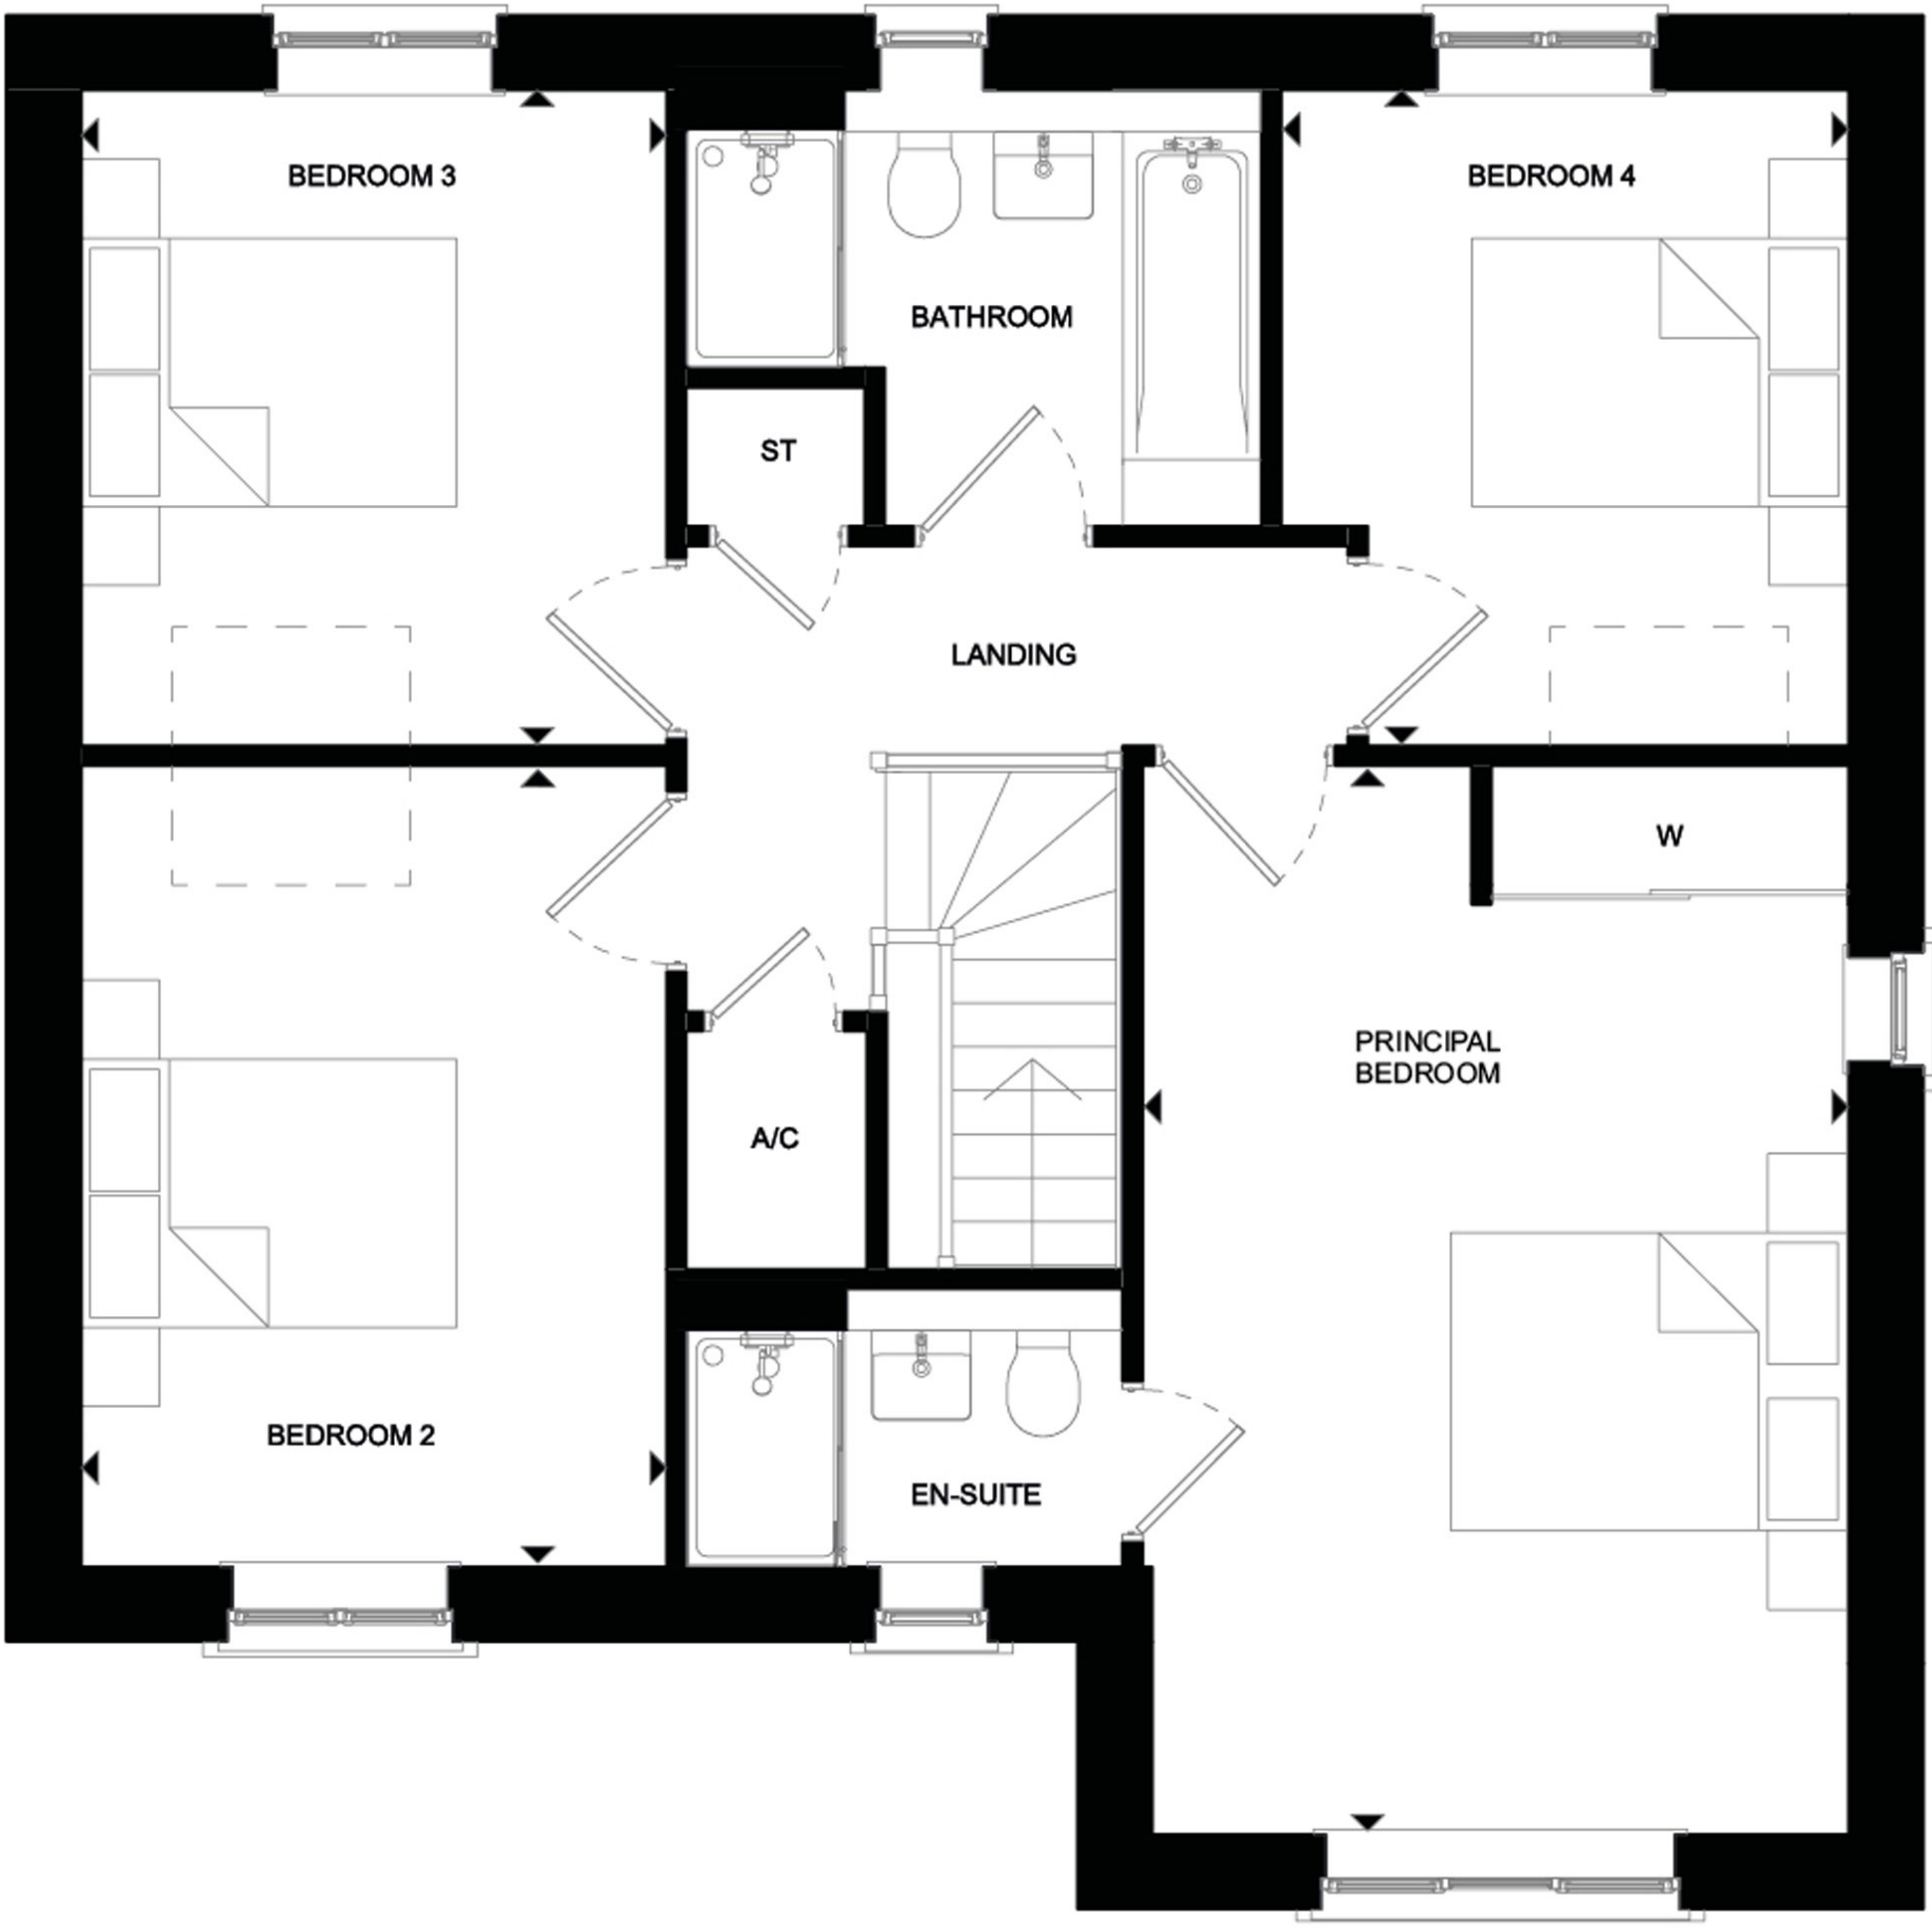 BEDROOM 3
BEDROOM 4
BATHROOM
ST
LANDING
W
PRINCIPAL
BEDROOM
A/C
BEDROOM 2
EN-SUITE